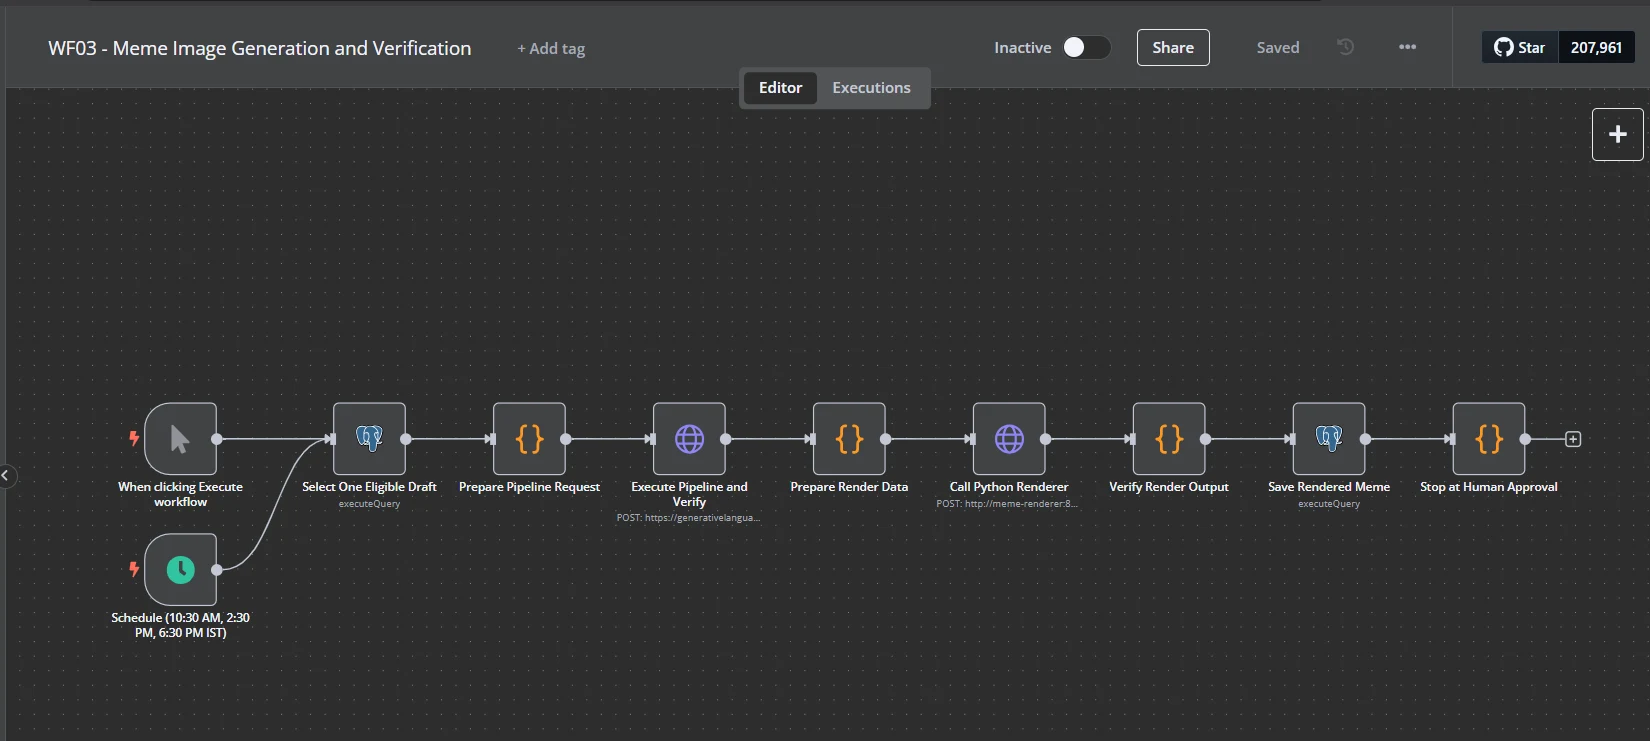 WF03 - Meme Image Generation and Verification
+ Add tag
Inactive
Share
Saved
Star
207,961
Editor
Executions
When clicking Execute
workflow
Select One Eligible Draft
executeQuery
Prepare Pipeline Request
Execute Pipeline and
Verify
POST: https://generativelangua...
Prepare Render Data
Call Python Renderer
POST: http://meme-renderer:8...
Verify Render Output
Save Rendered Meme
executeQuery
Stop at Human Approval
Schedule (10:30 AM, 2:30
PM, 6:30 PM IST)